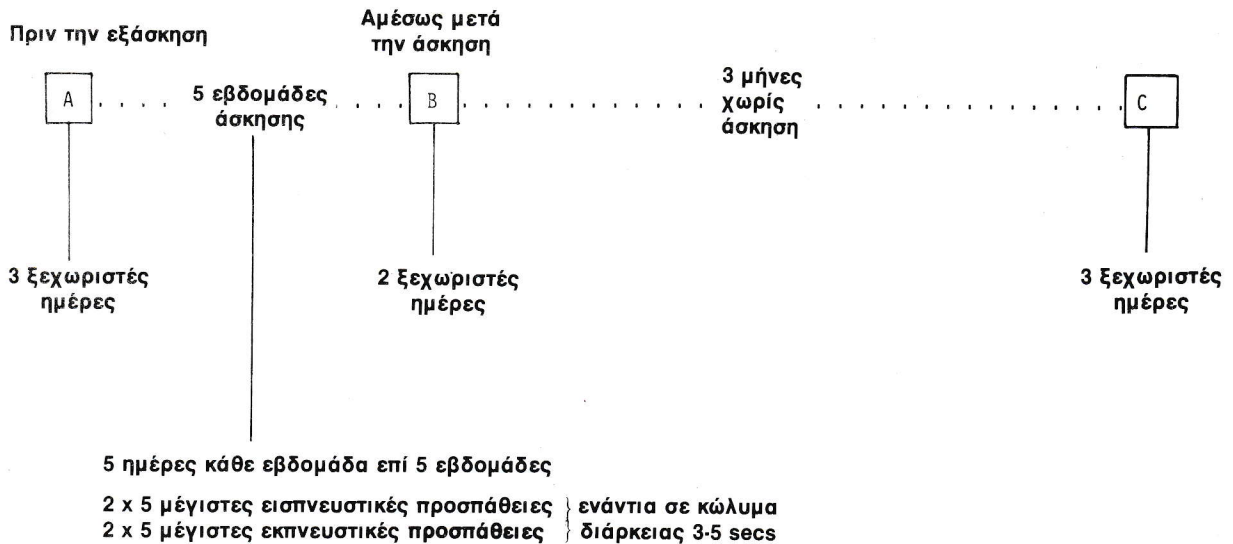 Πριν την εξάσκηση
Αμέσως μετά
την άσκηση
A
5 εβδομάδες
άσκησης
B
3 μήνες
χωρίς
άσκηση
C
3 ξεχωριστές
ημέρες
2 ξεχωριστές
ημέρες
3 ξεχωριστές
ημέρες
5 ημέρες κάθε εβδομάδα επί 5 εβδομάδες
2 x 5 μέγιστες εισπνευστικές προσπάθειες } ενάντια σε κώλυμα
2 x 5 μέγιστες εκπνευστικές προσπάθειες } διάρκειας 3-5 secs